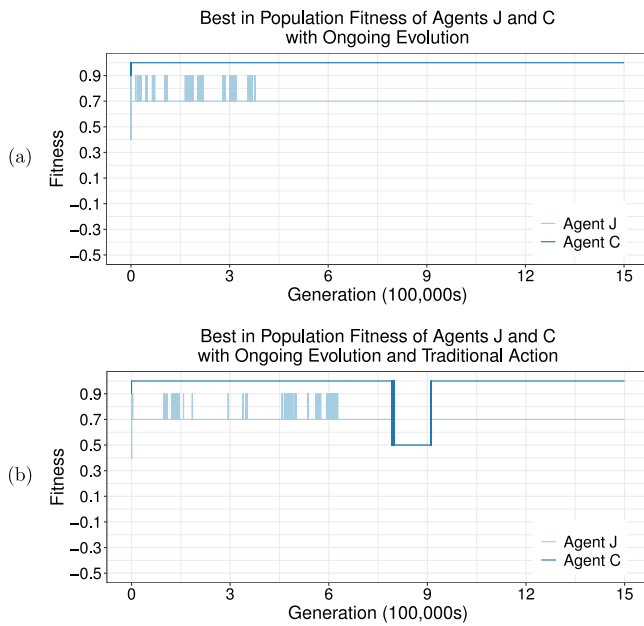 Best in Population Fitness of Agents J and C
with Ongoing Evolution
(a)
Fitness
0.9
0.7
0.5
0.3
0.1
−0.1
−0.3
−0.5
Agent J
Agent C
0 3 6 9 12 15
Generation (100,000s)
Best in Population Fitness of Agents J and C
with Ongoing Evolution and Traditional Action
(b)
Fitness
0.9
0.7
0.5
0.3
0.1
−0.1
−0.3
−0.5
Agent J
Agent C
0 3 6 9 12 15
Generation (100,000s)